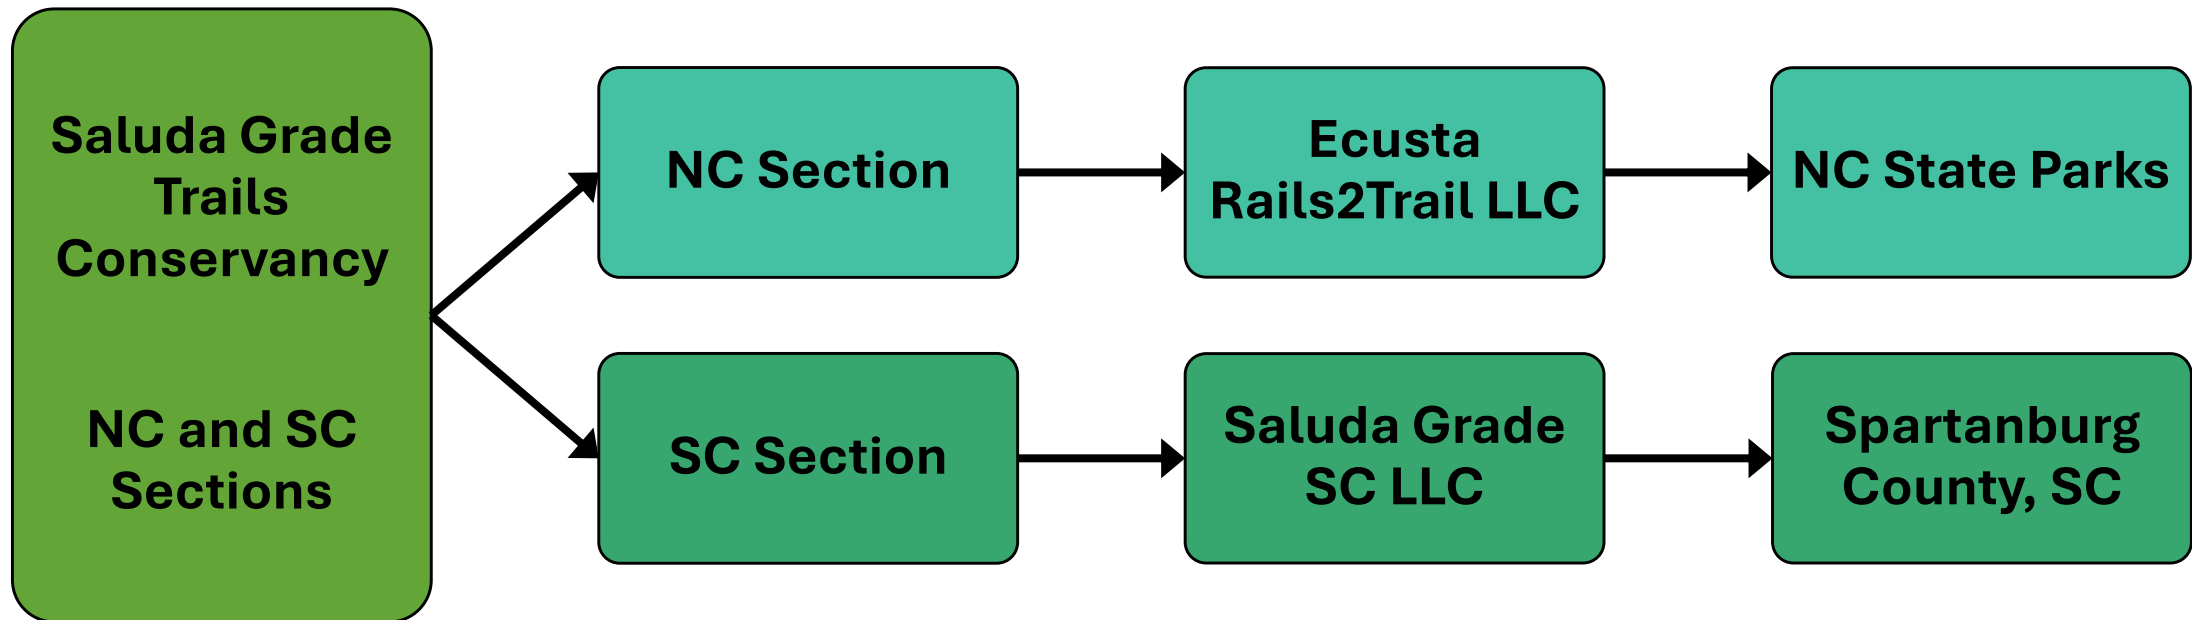 Saluda Grade
Trails
Conservancy
NC and SC
Sections
NC Section
Ecusta
Rails2Trail LLC
NC State Parks
SC Section
Saluda Grade
SC LLC
Spartanburg
County, SC